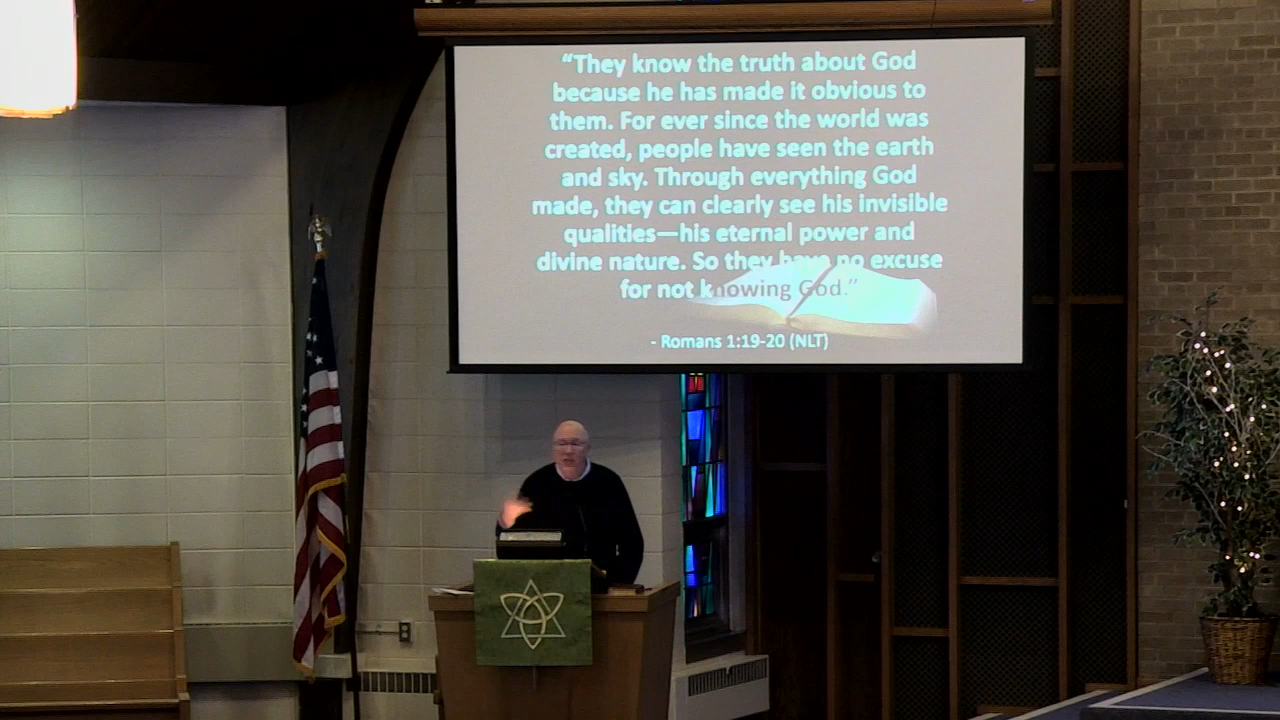 “They know the truth about God
because he has made it obvious to
them. For ever since the world was
created, people have seen the earth
and sky. Through everything God
made, they can clearly see his invisible
qualities—his eternal power and
divine nature. So they have no excuse
for not knowing God.”
- Romans 1:19-20 (NLT)